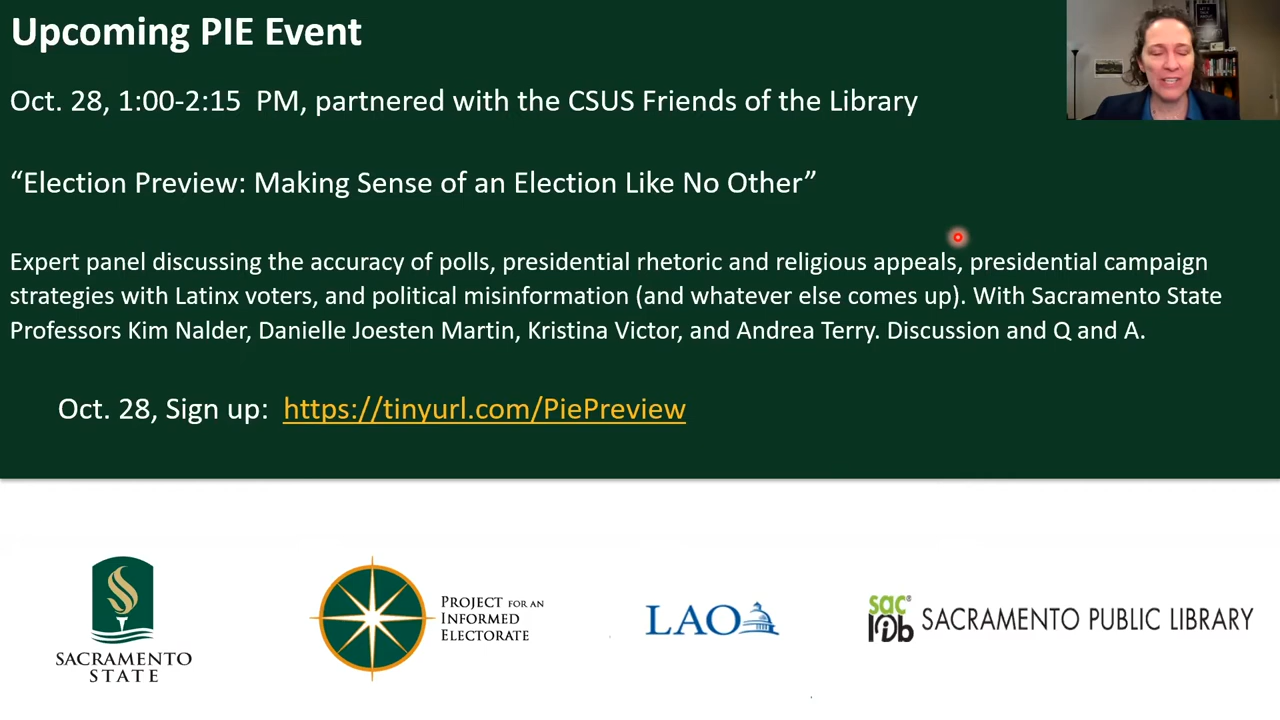 Upcoming PIE Event
Oct. 28, 1:00-2:15 PM, partnered with the CSUS Friends of the Library
“Election Preview: Making Sense of an Election Like No Other”
Expert panel discussing the accuracy of polls, presidential rhetoric and religious appeals, presidential campaign
strategies with Latinx voters, and political misinformation (and whatever else comes up). With Sacramento State
Professors Kim Nalder, Danielle Joesten Martin, Kristina Victor, and Andrea Terry. Discussion and Q and A.
Oct. 28, Sign up: https://tinyurl.com/PiePreview
SACRAMENTO
STATE
PROJECT FOR AN
INFORMED
ELECTORATE
LAO
sac
lib
SACRAMENTO PUBLIC LIBRARY